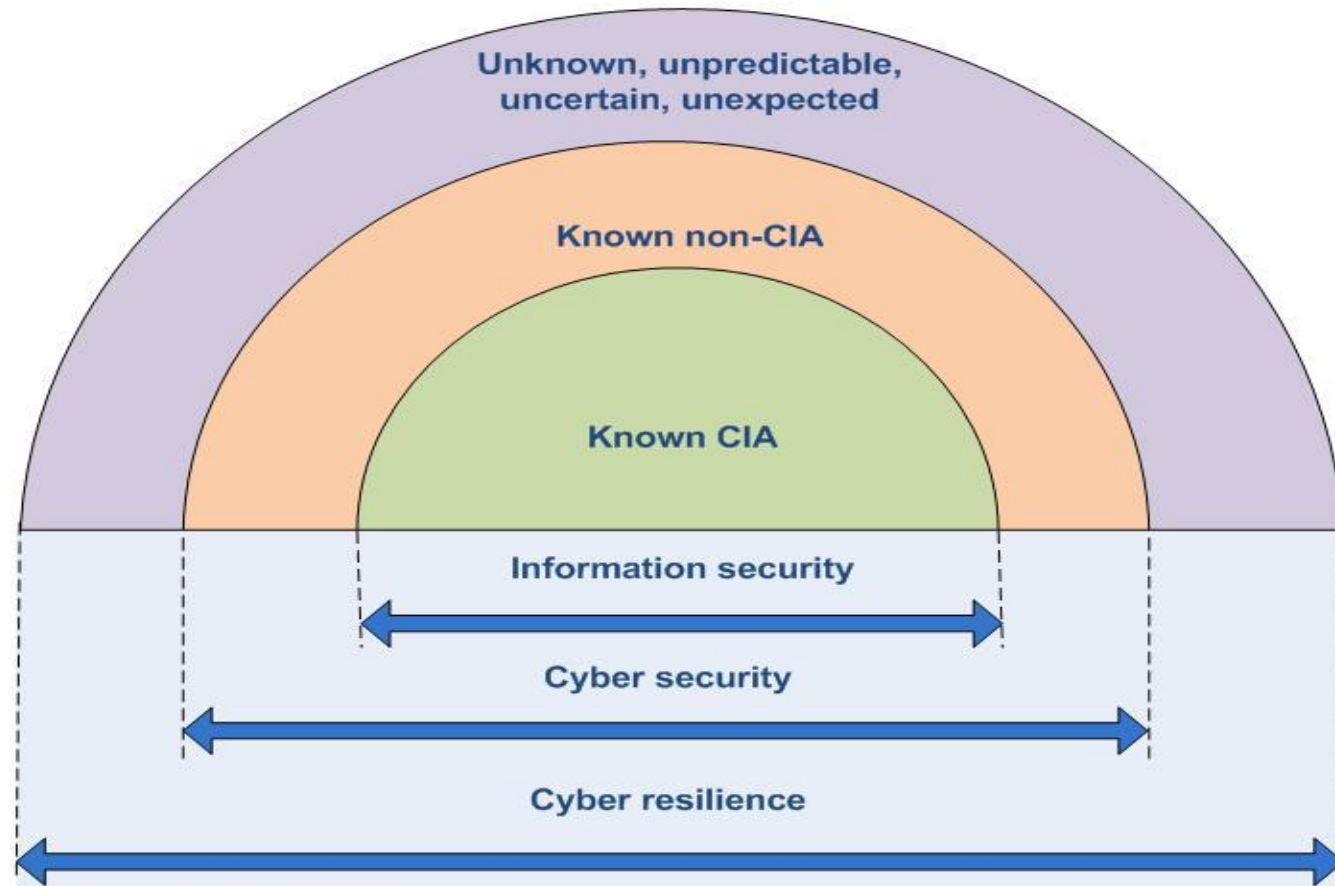 Unknown, unpredictable,
uncertain, unexpected
Known non-CIA
Known CIA
Information security
Cyber security
Cyber resilience